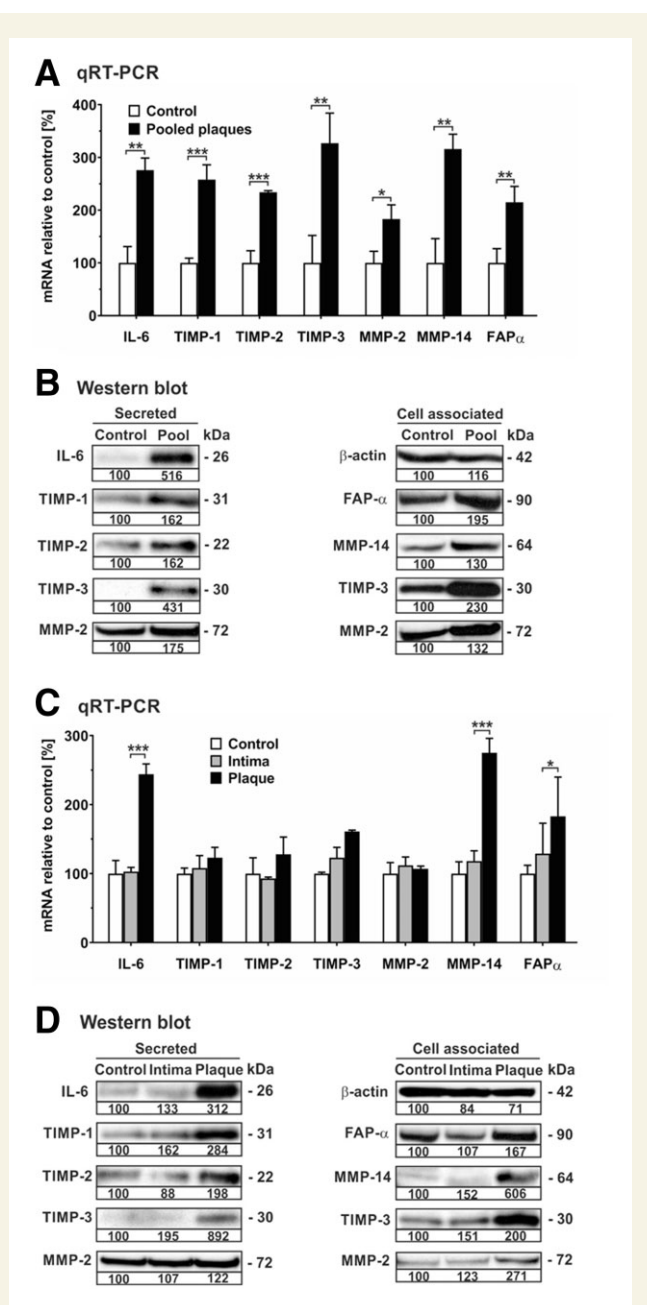 A qRT-PCR
mRNA relative to control [%]
400
300
200
100
0
Control
Pooled plaques
** *** *** ** * ** **
IL-6 TIMP-1 TIMP-2 TIMP-3 MMP-2 MMP-14 FAPα
B Western blot
Secreted
Control Pool kDa
IL-6 - 26
100 516
TIMP-1 - 31
100 162
TIMP-2 - 22
100 162
TIMP-3 - 30
100 431
MMP-2 - 72
100 175
Cell associated
Control Pool kDa
β-actin - 42
100 116
FAP-α - 90
100 195
MMP-14 - 64
100 130
TIMP-3 - 30
100 230
MMP-2 - 72
100 132
C qRT-PCR
mRNA relative to control [%]
300
200
100
0
Control
Intima
Plaque
*** *** *
IL-6 TIMP-1 TIMP-2 TIMP-3 MMP-2 MMP-14 FAPα
D Western blot
Secreted
Control Intima Plaque kDa
IL-6 - 26
100 133 312
TIMP-1 - 31
100 162 284
TIMP-2 - 22
100 88 198
TIMP-3 - 30
100 195 892
MMP-2 - 72
100 107 122
Cell associated
Control Intima Plaque kDa
β-actin - 42
100 84 71
FAP-α - 90
100 107 167
MMP-14 - 64
100 152 606
TIMP-3 - 30
100 151 200
MMP-2 - 72
100 123 271